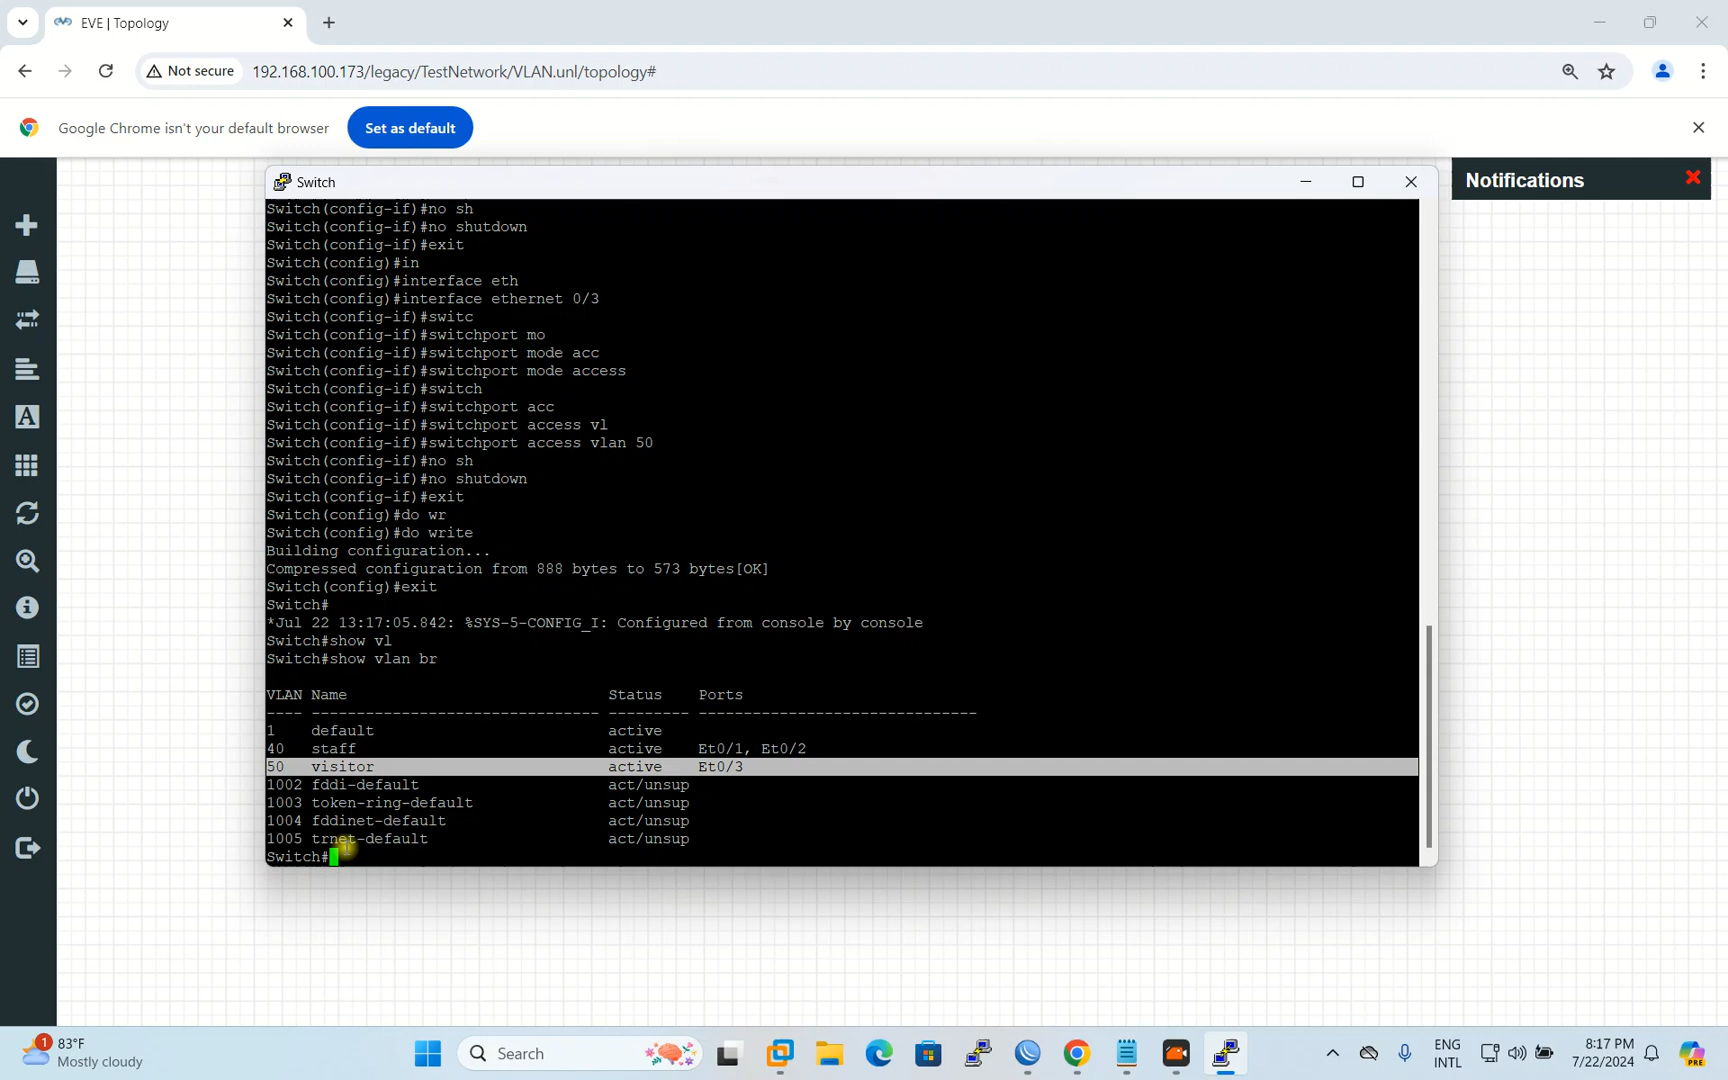 EVE | Topology
Not secure
192.168.100.173/legacy/TestNetwork/VLAN.unl/topology#
Google Chrome isn't your default browser
Set as default
Switch
Notifications
Switch(config-if)#no sh
Switch(config-if)#no shutdown
Switch(config-if)#exit
Switch(config)#in
Switch(config)#interface eth
Switch(config)#interface ethernet 0/3
Switch(config-if)#switc
Switch(config-if)#switchport mo
Switch(config-if)#switchport mode acc
Switch(config-if)#switchport mode access
Switch(config-if)#switch
Switch(config-if)#switchport acc
Switch(config-if)#switchport access vl
Switch(config-if)#switchport access vlan 50
Switch(config-if)#no sh
Switch(config-if)#no shutdown
Switch(config-if)#exit
Switch(config)#do wr
Switch(config)#do write
Building configuration...
Compressed configuration from 888 bytes to 573 bytes[OK]
Switch(config)#exit
Switch#
*Jul 22 13:17:05.842: %SYS-5-CONFIG_I: Configured from console by console
Switch#show vl
Switch#show vlan br
VLAN Name Status Ports
---- -------------------------------- --------- -------------------------------
1 default active
40 staff active Et0/1, Et0/2
50 visitor active Et0/3
1002 fddi-default act/unsup
1003 token-ring-default act/unsup
1004 fddinet-default act/unsup
1005 trnet-default act/unsup
Switch#
1
83°F
Mostly cloudy
Search
ENG
INTL
8:17 PM
7/22/2024
PRE